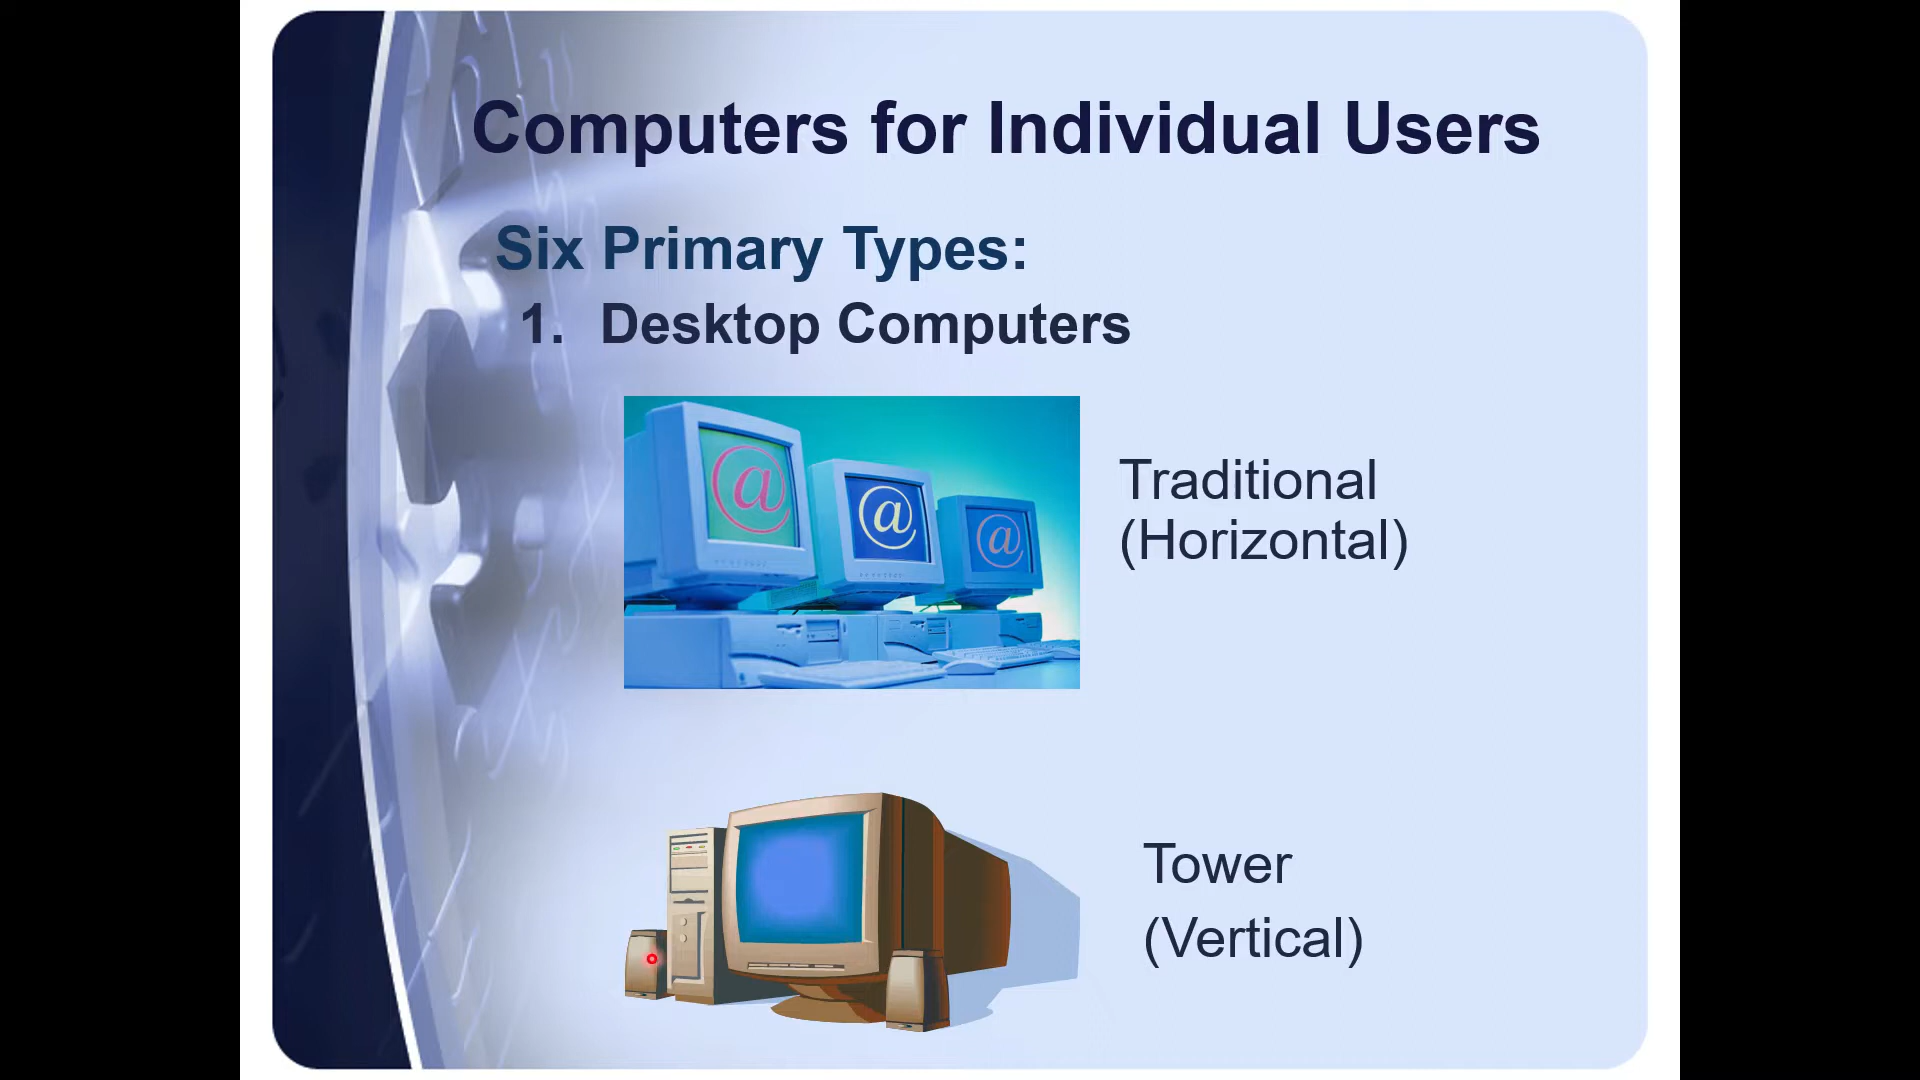 Computers for Individual Users
Six Primary Types:
1. Desktop Computers
@ @ @
Traditional
(Horizontal)
Tower
(Vertical)